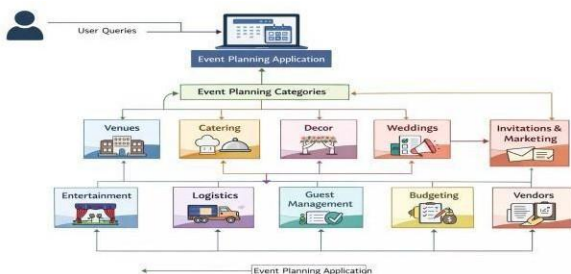 User Queries
Event Planning Application
Event Planning Categories
Venues
Catering
Decor
Weddings
Invitations &
Marketing
Entertainment
Logistics
Guest
Management
Budgeting
Vendors
Event Planning Application